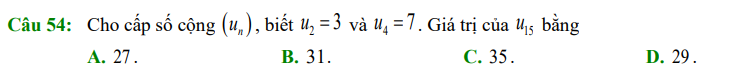 Câu 54: Cho cấp số cộng (uₙ), biết u₂ = 3 và u₄ = 7. Giá trị của u₁₅ bằng
A. 27. B. 31. C. 35. D. 29.